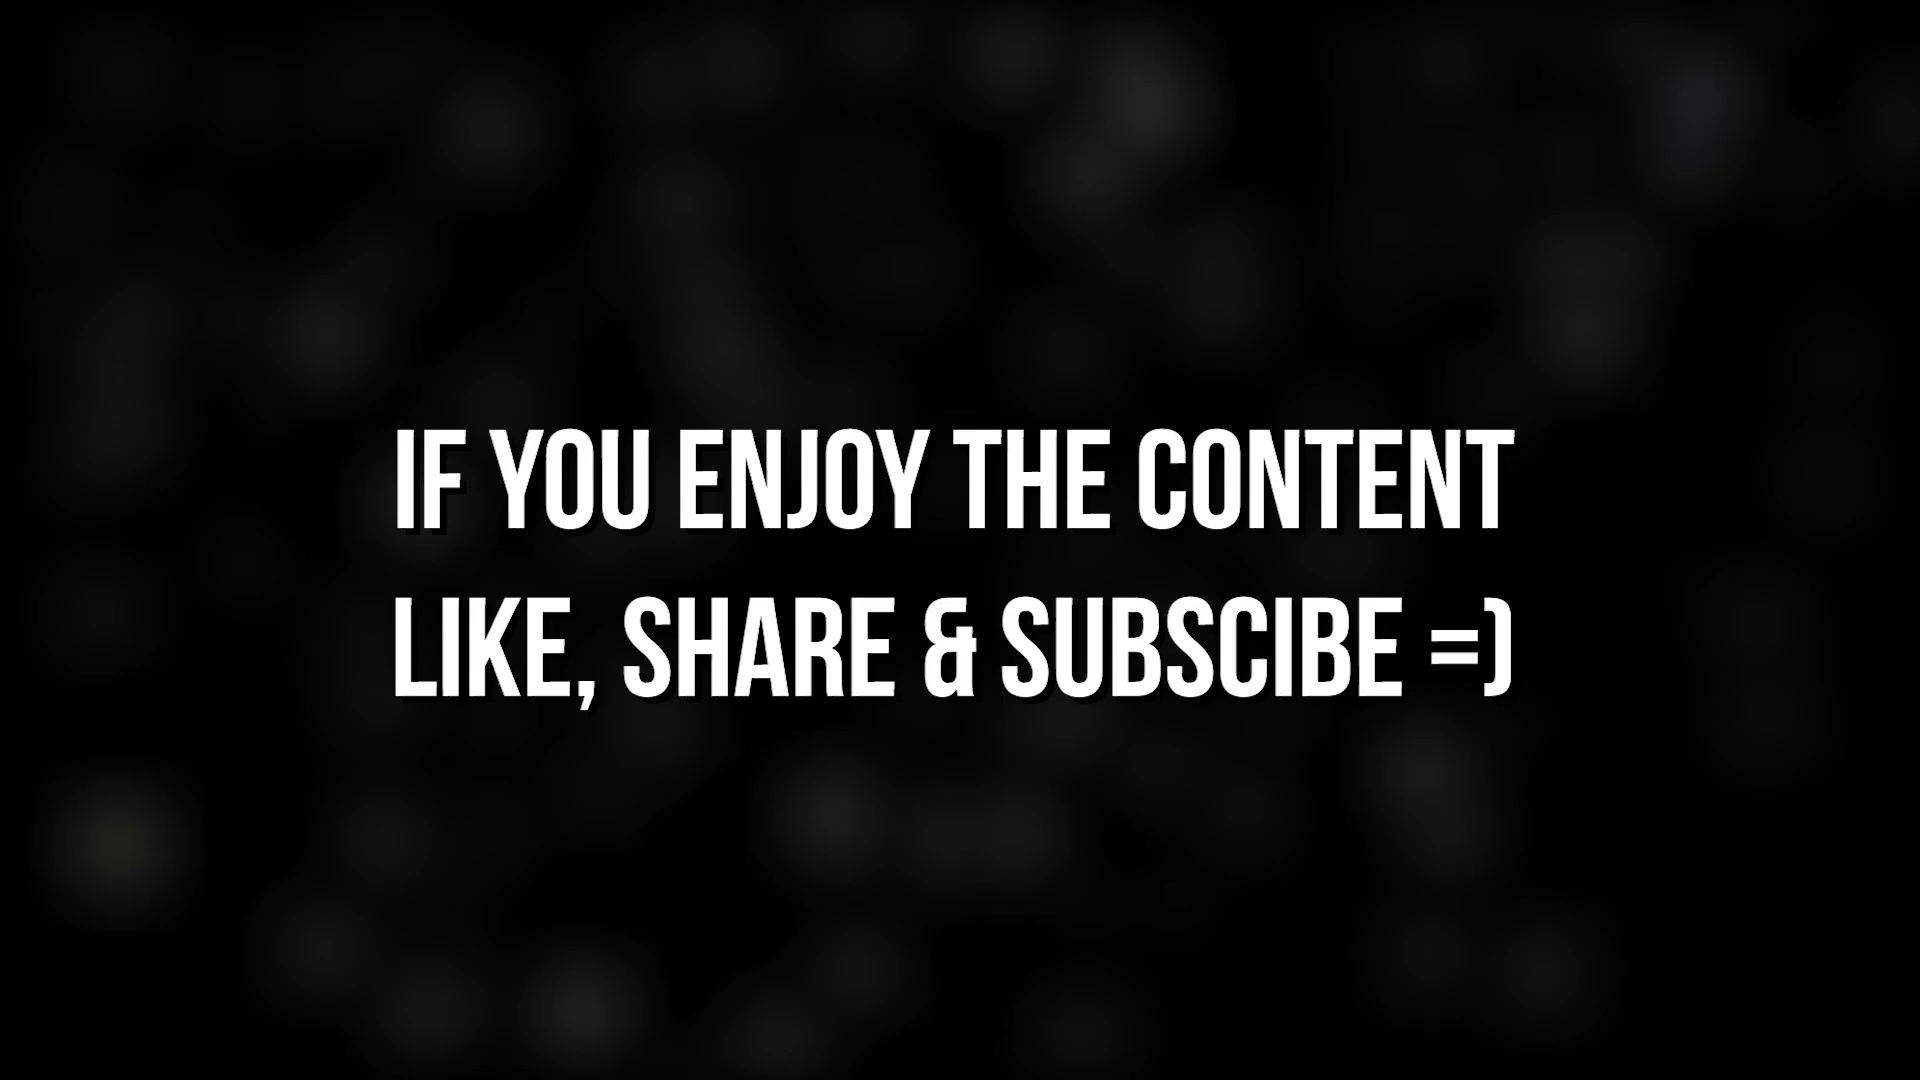 IF YOU ENJOY THE CONTENT
LIKE, SHARE & SUBSCIBE =)